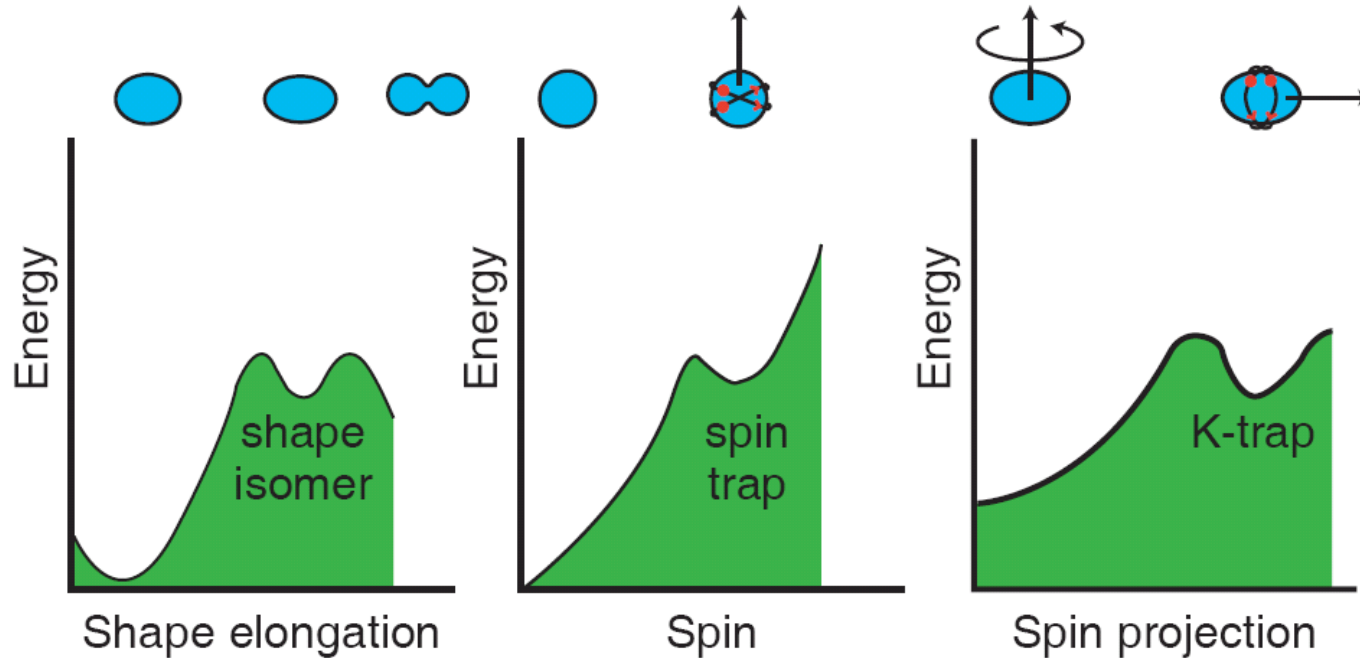 Energy
shape
isomer
Shape elongation
Energy
spin
trap
Spin
Energy
K-trap
Spin projection